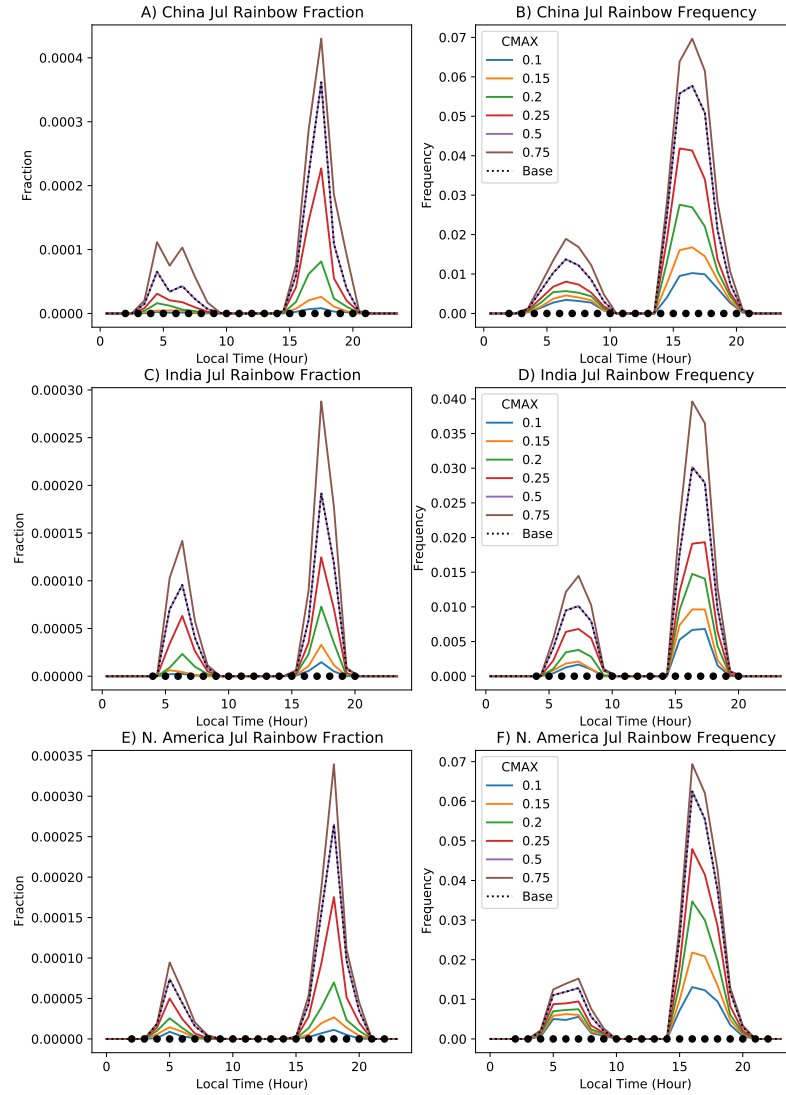 A) China Jul Rainbow Fraction
0.0004
0.0003
0.0002
0.0001
0.0000
Fraction
0 5 10 15 20
Local Time (Hour)
B) China Jul Rainbow Frequency
0.07
0.06
0.05
0.04
0.03
0.02
0.01
0.00
Frequency
CMAX
0.1
0.15
0.2
0.25
0.5
0.75
Base
0 5 10 15 20
Local Time (Hour)
C) India Jul Rainbow Fraction
0.00030
0.00025
0.00020
0.00015
0.00010
0.00005
0.00000
Fraction
0 5 10 15 20
Local Time (Hour)
D) India Jul Rainbow Frequency
0.040
0.035
0.030
0.025
0.020
0.015
0.010
0.005
0.000
Frequency
CMAX
0.1
0.15
0.2
0.25
0.5
0.75
Base
0 5 10 15 20
Local Time (Hour)
E) N. America Jul Rainbow Fraction
0.00035
0.00030
0.00025
0.00020
0.00015
0.00010
0.00005
0.00000
Fraction
0 5 10 15 20
Local Time (Hour)
F) N. America Jul Rainbow Frequency
0.07
0.06
0.05
0.04
0.03
0.02
0.01
0.00
Frequency
CMAX
0.1
0.15
0.2
0.25
0.5
0.75
Base
0 5 10 15 20
Local Time (Hour)